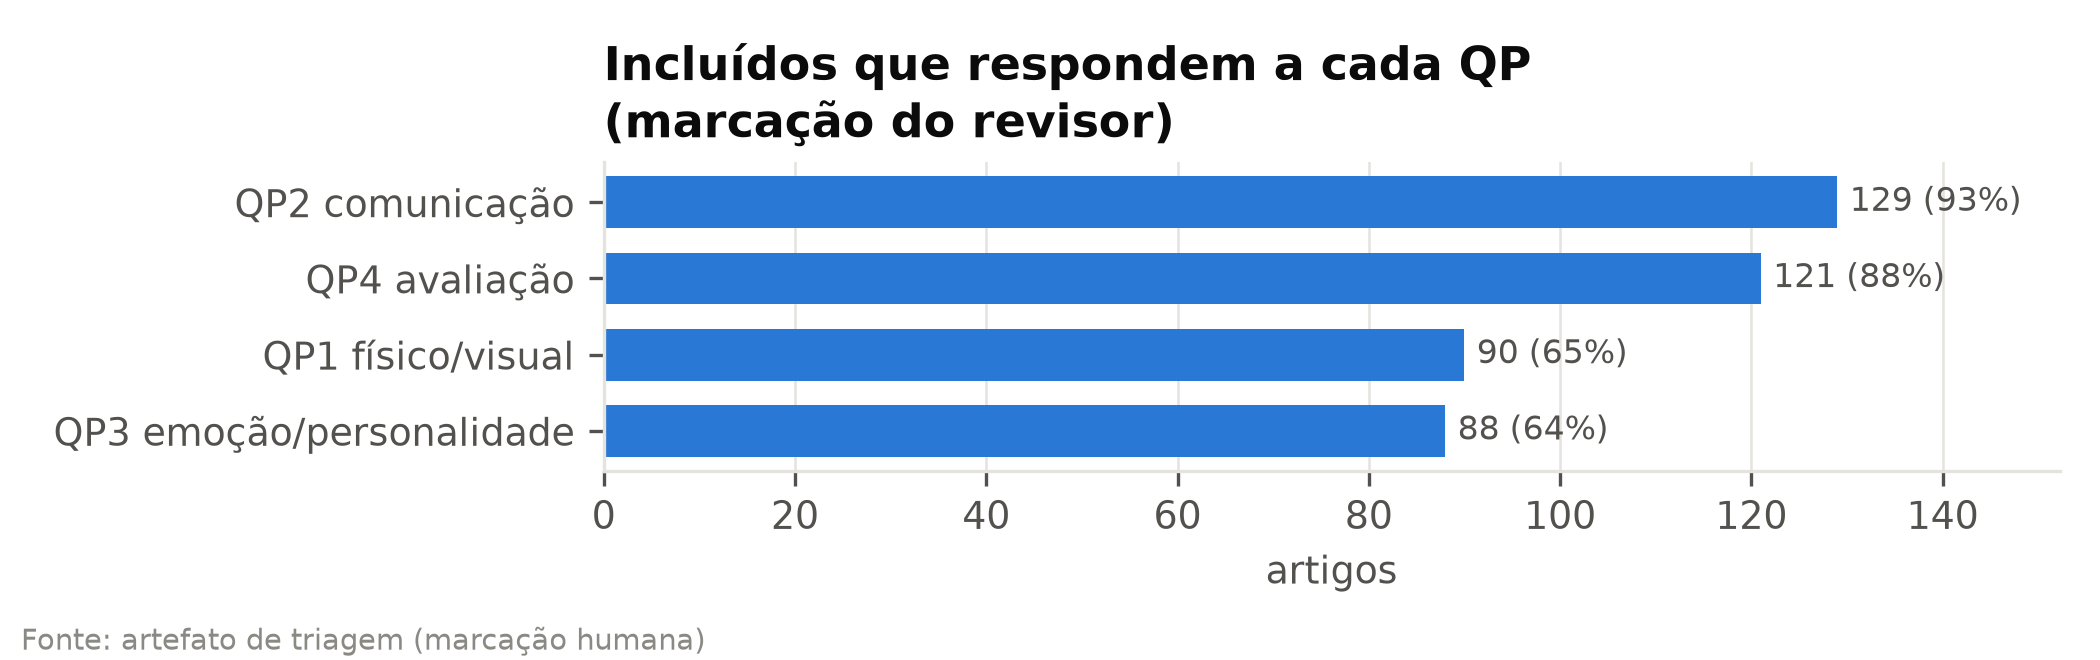 Incluídos que respondem a cada QP
(marcação do revisor)
QP2 comunicação
129 (93%)
QP4 avaliação
121 (88%)
QP1 físico/visual
90 (65%)
QP3 emoção/personalidade
88 (64%)
0 20 40 60 80 100 120 140
artigos
Fonte: artefato de triagem (marcação humana)